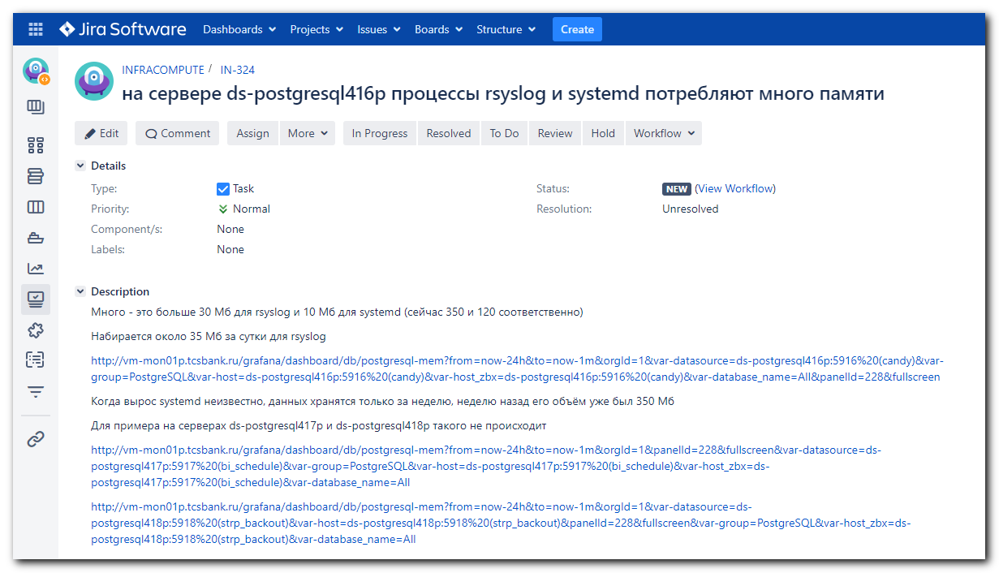 Jira Software Dashboards Projects Issues Boards Structure Create
INFRACOMPUTE / IN-324
на сервере ds-postgresql416p процессы rsyslog и systemd потребляют много памяти
Edit Comment Assign More In Progress Resolved To Do Review Hold Workflow
Details
Type: Task Status: NEW (View Workflow)
Priority: Normal Resolution: Unresolved
Component/s: None
Labels: None
Description
Много - это больше 30 Мб для rsyslog и 10 Мб для systemd (сейчас 350 и 120 соответственно)
Набирается около 35 Мб за сутки для rsyslog
http://vm-mon01p.tcsbank.ru/grafana/dashboard/db/postgresql-mem?from=now-24h&to=now-1m&orgId=1&var-datasource=ds-postgresql416p:5916%20(candy)&var-
group=PostgreSQL&var-host=ds-postgresql416p:5916%20(candy)&var-host_zbx=ds-postgresql416p:5916%20(candy)&var-database_name=All&panelId=228&fullscreen
Когда вырос systemd неизвестно, данных хранятся только за неделю, неделю назад его объём уже был 350 Мб
Для примера на серверах ds-postgresql417p и ds-postgresql418p такого не происходит
http://vm-mon01p.tcsbank.ru/grafana/dashboard/db/postgresql-mem?from=now-24h&to=now-1m&orgId=1&panelId=228&fullscreen&var-datasource=ds-
postgresql417p:5917%20(bi_schedule)&var-group=PostgreSQL&var-host=ds-postgresql417p:5917%20(bi_schedule)&var-host_zbx=ds-
postgresql417p:5917%20(bi_schedule)&var-database_name=All
http://vm-mon01p.tcsbank.ru/grafana/dashboard/db/postgresql-mem?from=now-24h&to=now-1m&orgId=1&var-datasource=ds-
postgresql418p:5918%20(strp_backout)&var-host=ds-postgresql418p:5918%20(strp_backout)&panelId=228&fullscreen&var-group=PostgreSQL&var-host_zbx=ds-
postgresql418p:5918%20(strp_backout)&var-database_name=All